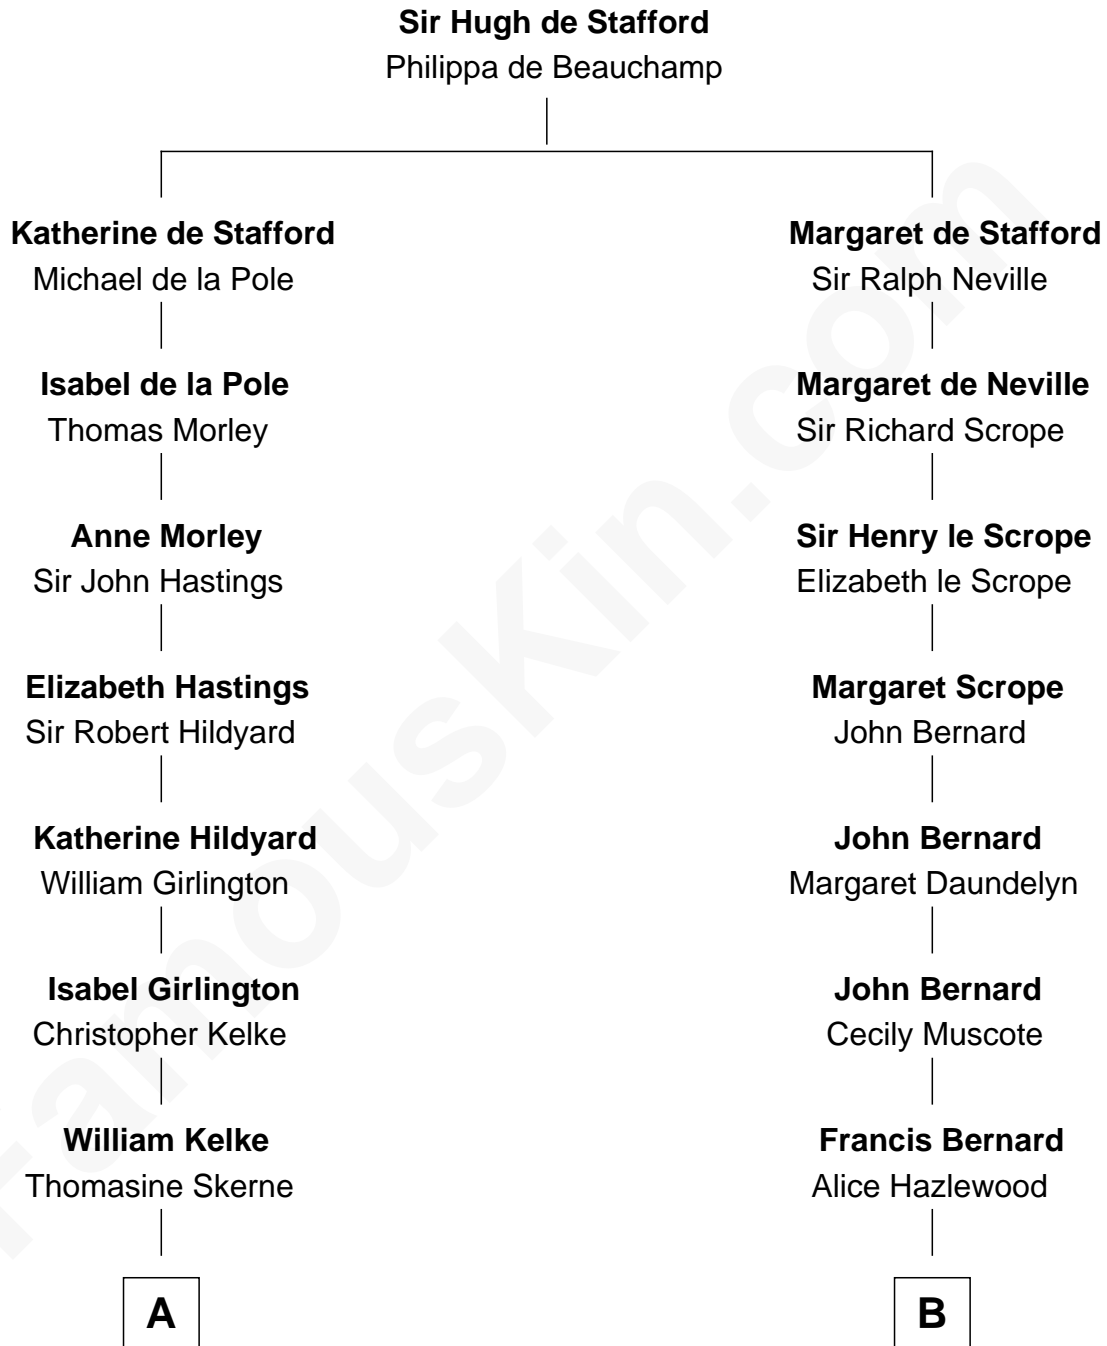 Sir Hugh de Stafford
Philippa de Beauchamp
Katherine de Stafford
Michael de la Pole
Isabel de la Pole
Thomas Morley
Anne Morley
Sir John Hastings
Elizabeth Hastings
Sir Robert Hildyard
Katherine Hildyard
William Girlington
Isabel Girlington
Christopher Kelke
William Kelke
Thomasine Skerne
A
Margaret de Stafford
Sir Ralph Neville
Margaret de Neville
Sir Richard Scrope
Sir Henry le Scrope
Elizabeth le Scrope
Margaret Scrope
John Bernard
John Bernard
Margaret Daundelyn
John Bernard
Cecily Muscote
Francis Bernard
Alice Hazlewood
B
FamousKin.com